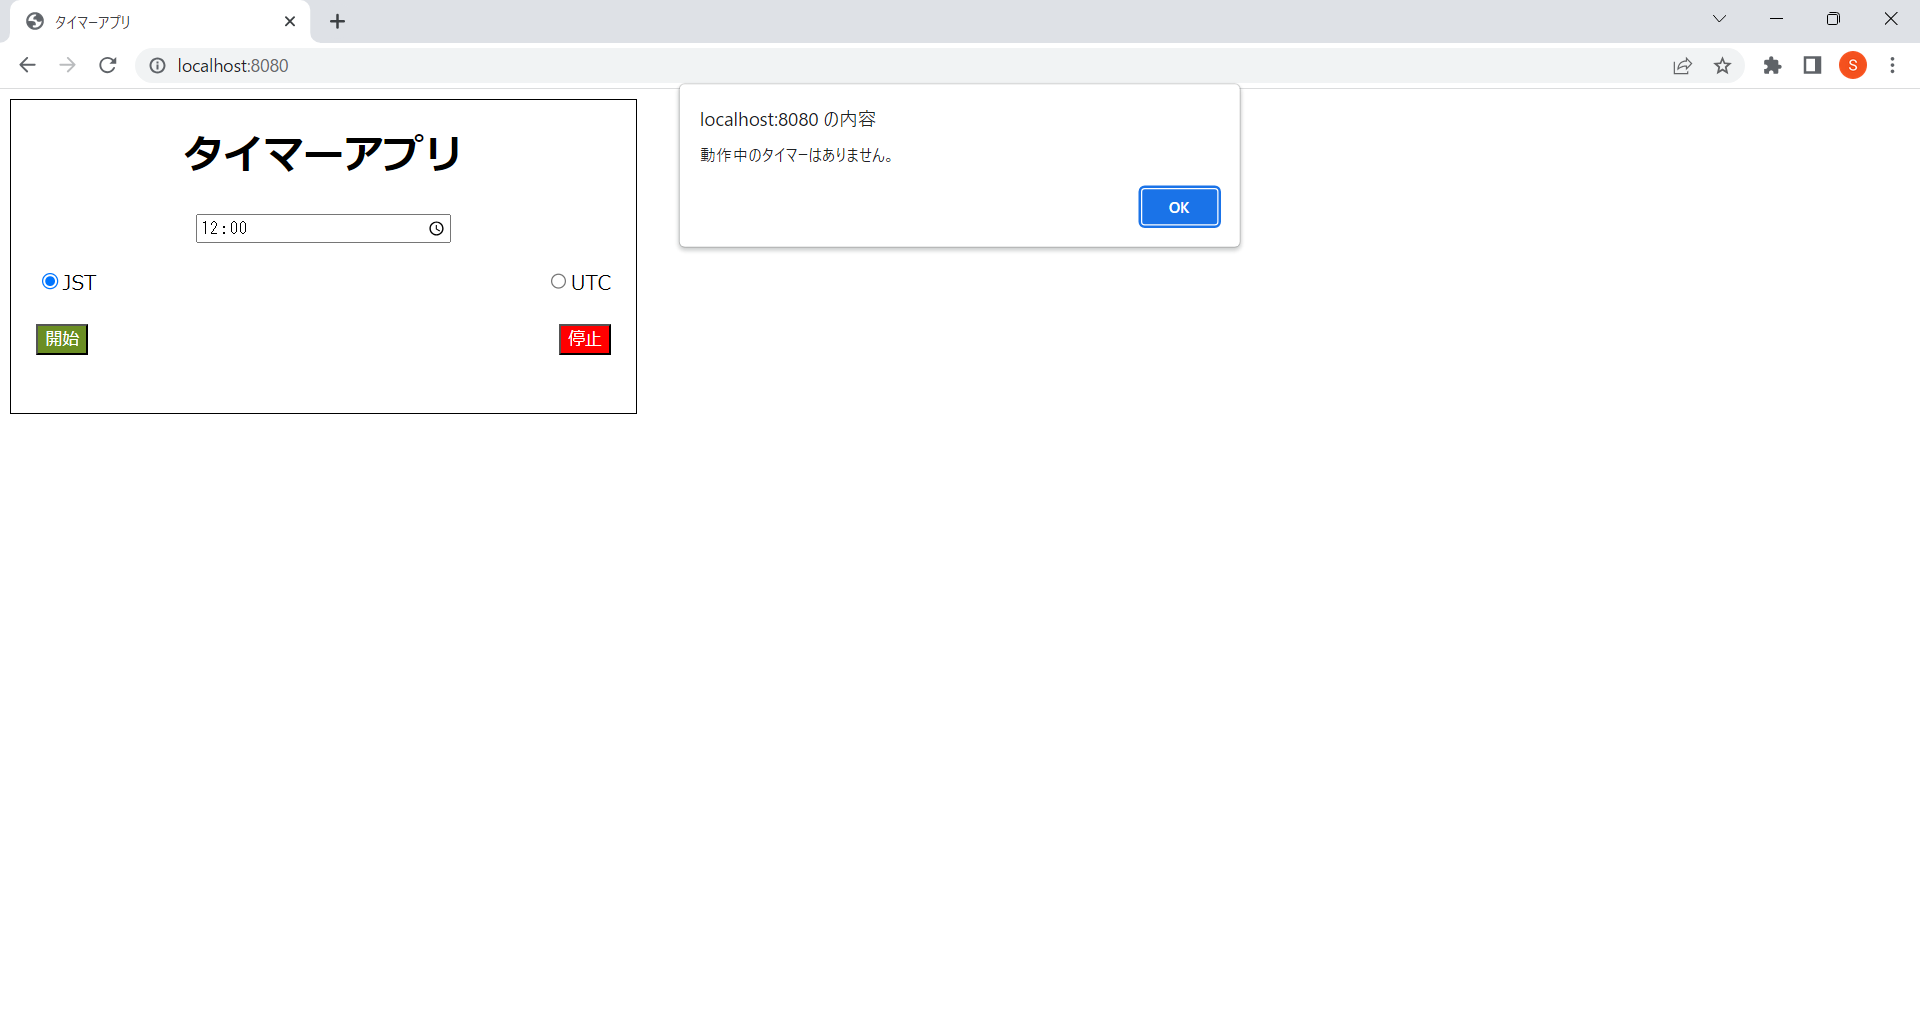 タイマーアプリ
localhost:8080
S
localhost:8080 の内容
動作中のタイマーはありません。
OK
タイマーアプリ
12:00
JST
UTC
開始
停止